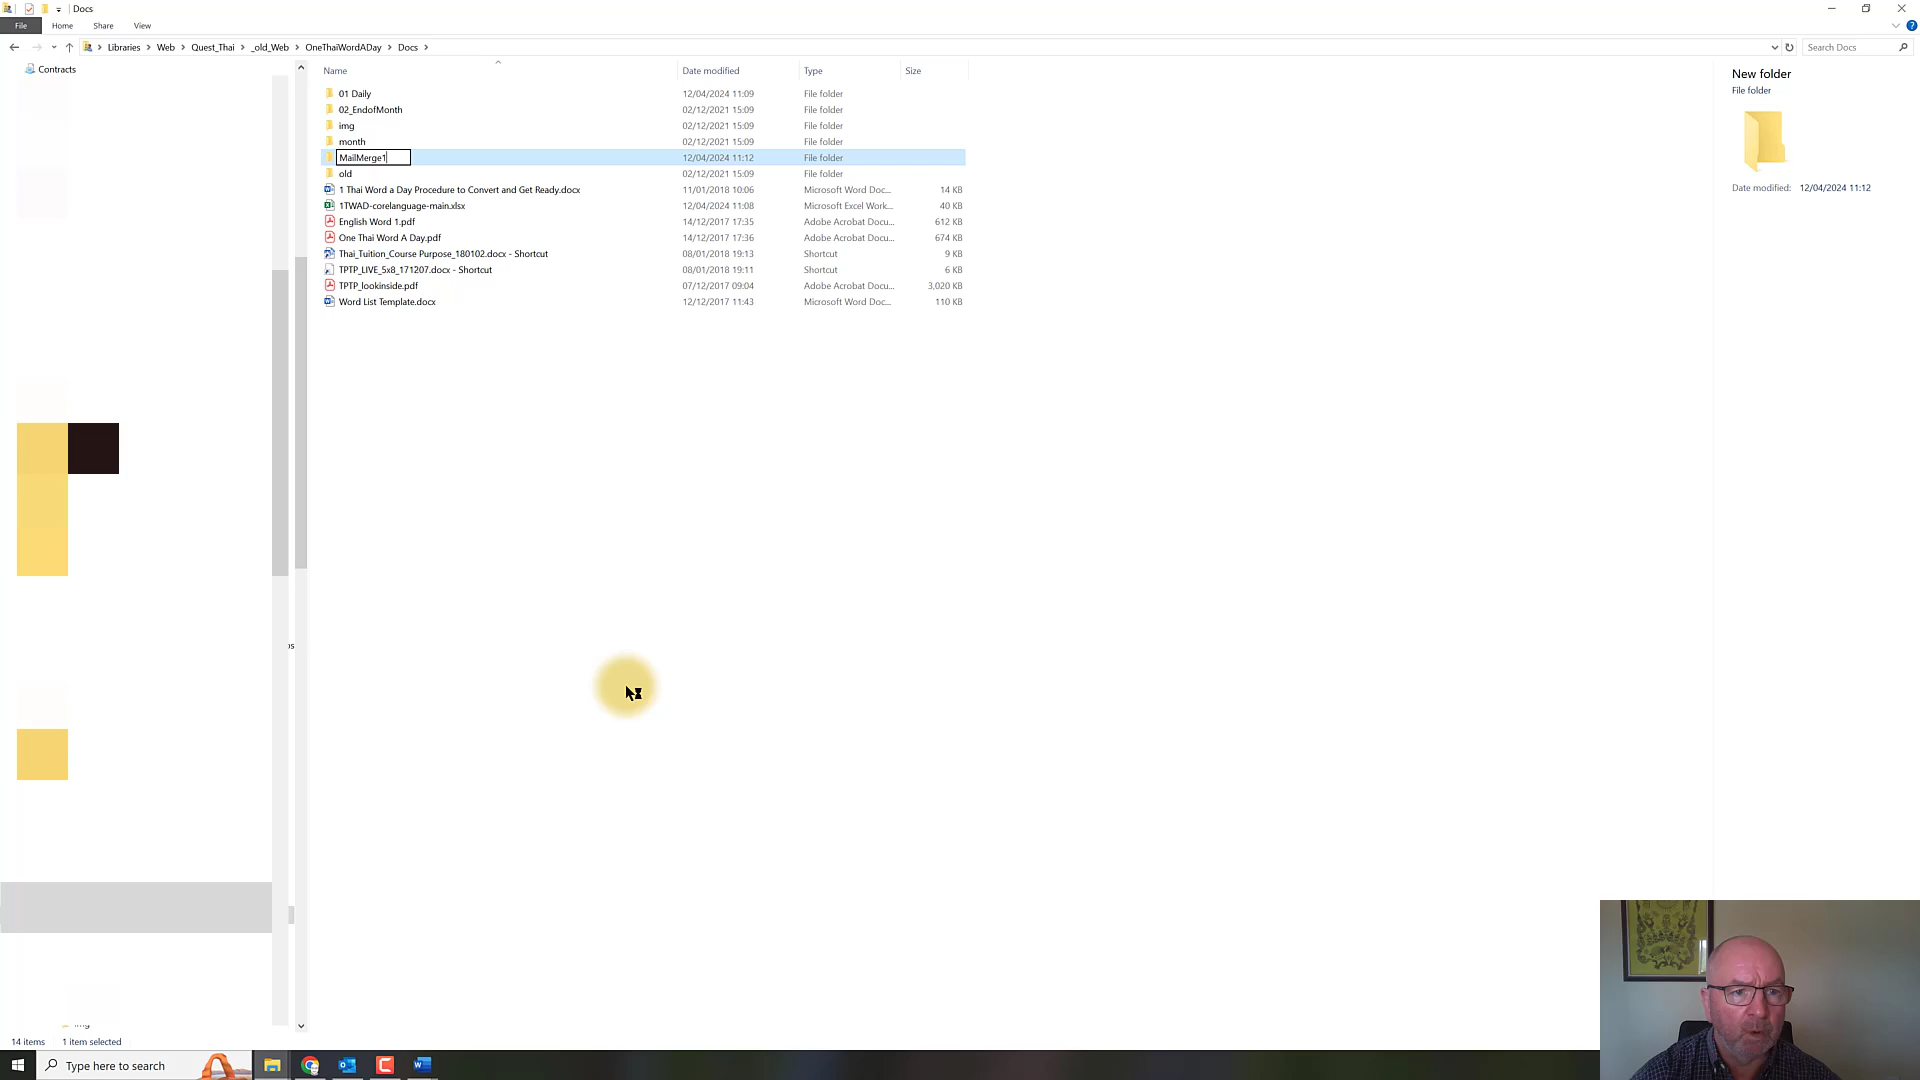 Docs
File Home Share View
Libraries Web Quest_Thai _old_Web OneThaiWordADay Docs
Search Docs
Contracts
Name Date modified Type Size
01 Daily 12/04/2024 11:09 File folder
02_EndofMonth 02/12/2021 15:09 File folder
img 02/12/2021 15:09 File folder
month 02/12/2021 15:09 File folder
MailMerge1 12/04/2024 11:12 File folder
old 02/12/2021 15:09 File folder
1 Thai Word a Day Procedure to Convert and Get Ready.docx 11/01/2018 10:06 Microsoft Word Doc... 14 KB
1TWAD-corelanguage-main.xlsx 12/04/2024 11:08 Microsoft Excel Work... 40 KB
English Word 1.pdf 14/12/2017 17:35 Adobe Acrobat Docu... 612 KB
One Thai Word A Day.pdf 14/12/2017 17:36 Adobe Acrobat Docu... 674 KB
Thai_Tuition_Course Purpose_180102.docx - Shortcut 08/01/2018 19:13 Shortcut 9 KB
TPTP_LIVE_5x8_171207.docx - Shortcut 08/01/2018 19:11 Shortcut 6 KB
TPTP_lookinside.pdf 07/12/2017 09:04 Adobe Acrobat Docu... 3,020 KB
Word List Template.docx 12/12/2017 11:43 Microsoft Word Doc... 110 KB
New folder
File folder
Date modified: 12/04/2024 11:12
14 items 1 item selected
Type here to search